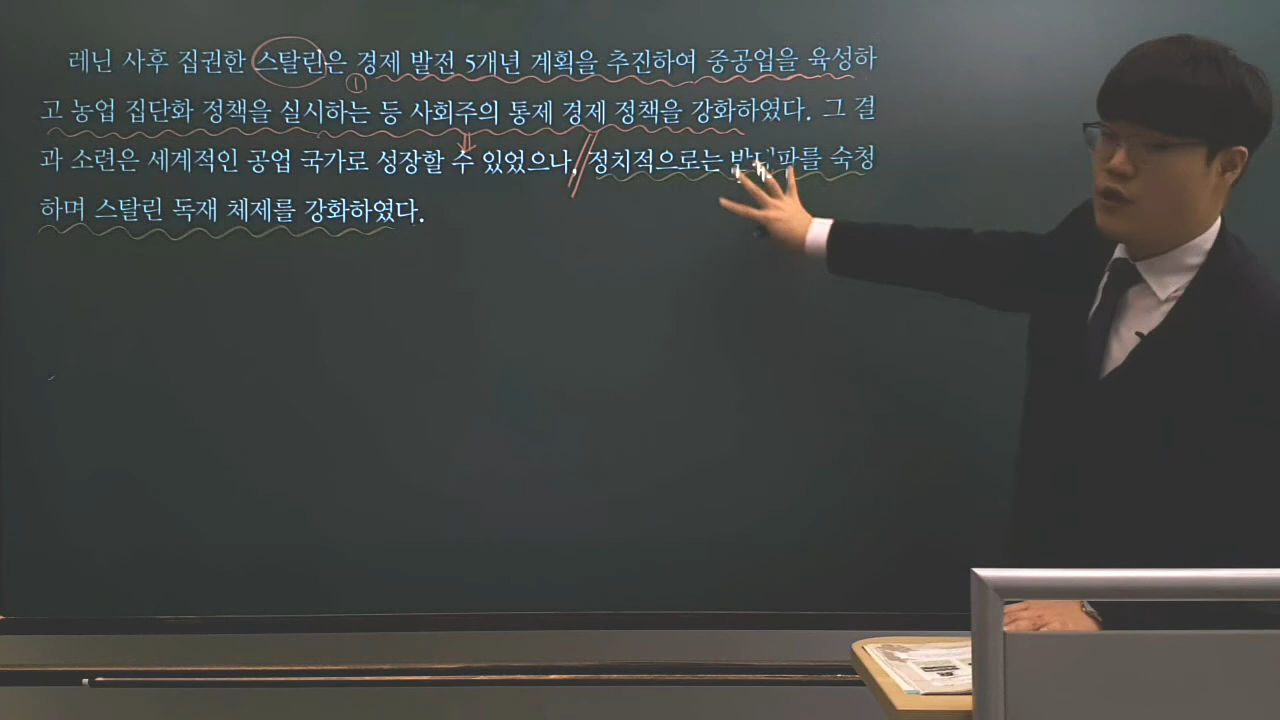 레닌 사후 집권한 스탈린은 경제 발전 5개년 계획을 추진하여 중공업을 육성하
①
고 농업 집단화 정책을 실시하는 등 사회주의 통제 경제 정책을 강화하였다. 그 결
과 소련은 세계적인 공업 국가로 성장할 수 있었으나, 정치적으로는 숙청
하며 스탈린 독재 체제를 강화하였다.